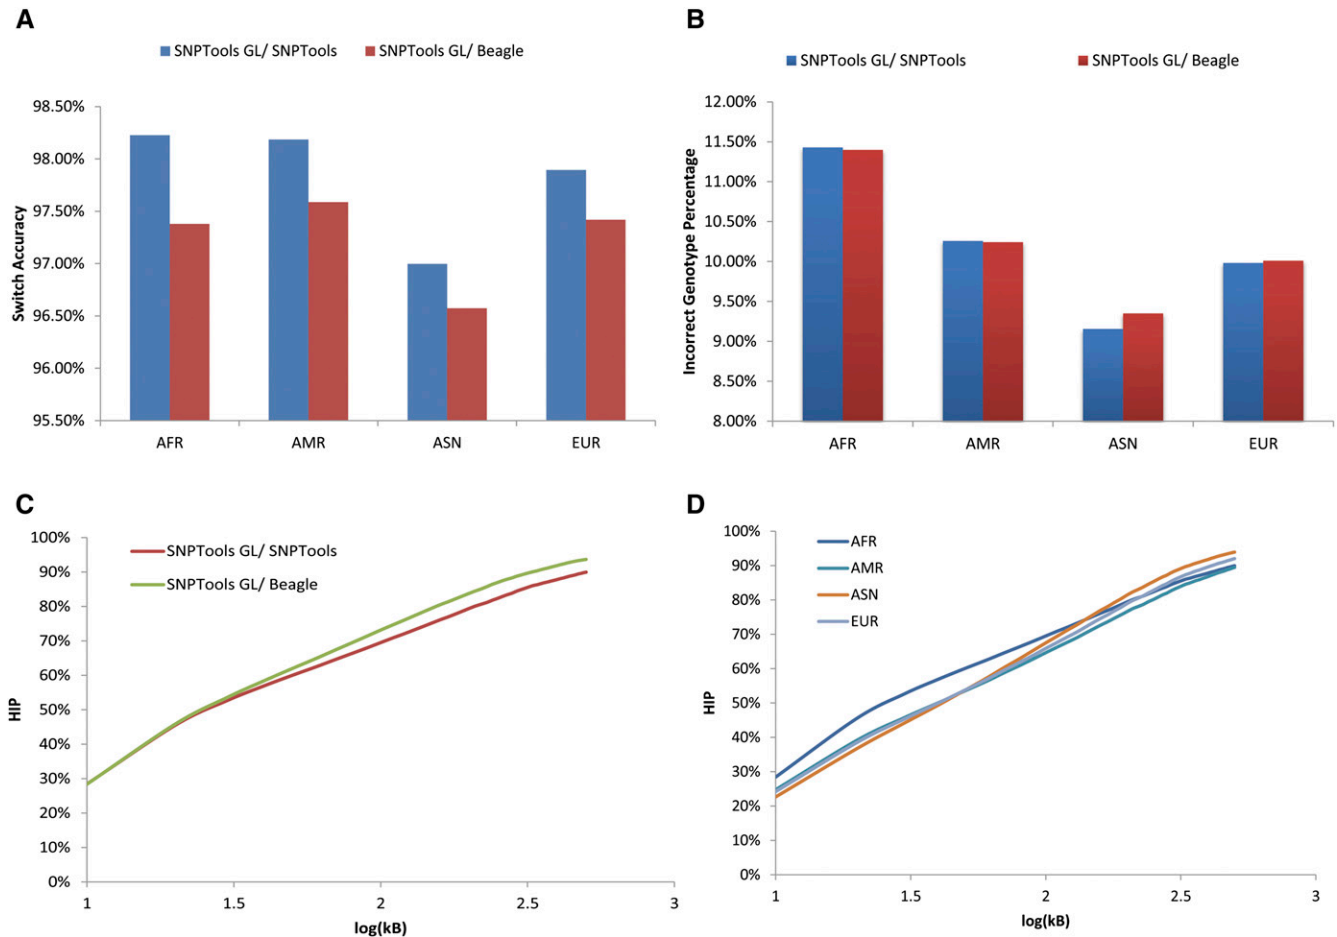 A
SNPTools GL/ SNPTools
SNPTools GL/ Beagle
98.50%
98.00%
97.50%
97.00%
96.50%
96.00%
95.50%
Switch Accuracy
AFR
AMR
ASN
EUR
B
SNPTools GL/ SNPTools
SNPTools GL/ Beagle
12.00%
11.50%
11.00%
10.50%
10.00%
9.50%
9.00%
8.50%
8.00%
Incorrect Genotype Percentage
AFR
AMR
ASN
EUR
C
SNPTools GL/ SNPTools
SNPTools GL/ Beagle
100%
90%
80%
70%
60%
50%
40%
30%
20%
10%
0%
HIP
1
1.5
2
2.5
3
log(kB)
D
AFR
AMR
ASN
EUR
100%
90%
80%
70%
60%
50%
40%
30%
20%
10%
0%
HIP
1
1.5
2
2.5
3
log(kB)